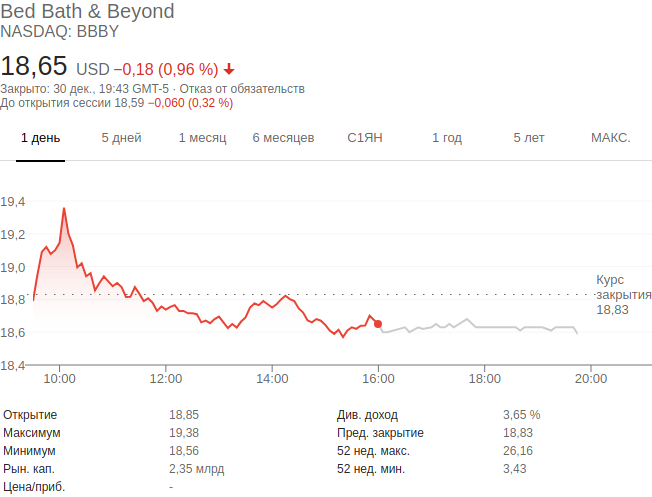 Bed Bath & Beyond
NASDAQ: BBBY
18,65 USD −0,18 (0,96 %)
Закрыто: 30 дек., 19:43 GMT-5 · Отказ от обязательств
До открытия сессии 18,59 −0,060 (0,32 %)
1 день 5 дней 1 месяц 6 месяцев С1ЯН 1 год 5 лет МАКС.
19,4
19,2
19,0
18,8
18,6
18,4
Курс
закрытия
18,83
10:00 12:00 14:00 16:00 18:00 20:00
Открытие 18,85 Див. доход 3,65 %
Максимум 19,38 Пред. закрытие 18,83
Минимум 18,56 52 нед. макс. 26,16
Рын. кап. 2,35 млрд 52 нед. мин. 3,43
Цена/приб. -